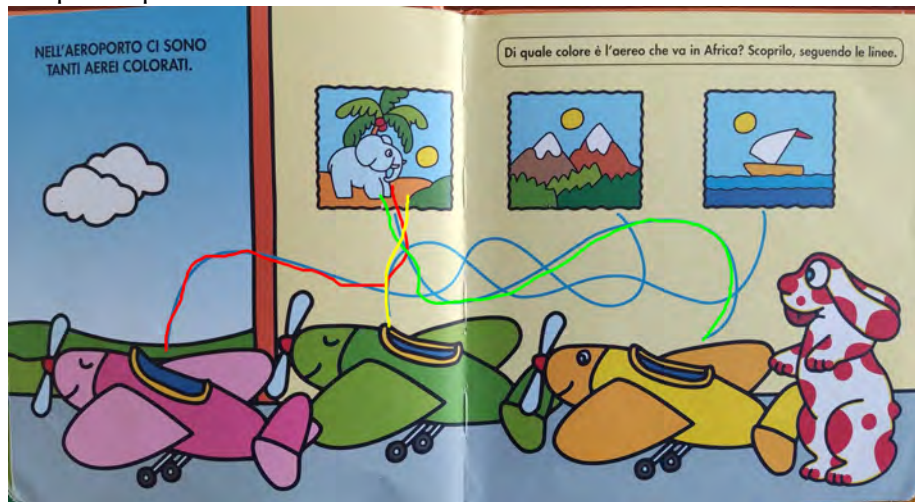 NELL'AEROPORTO CI SONO
TANTI AEREI COLORATI.
Di quale colore è l'aereo che va in Africa? Scoprilo, seguendo le linee.